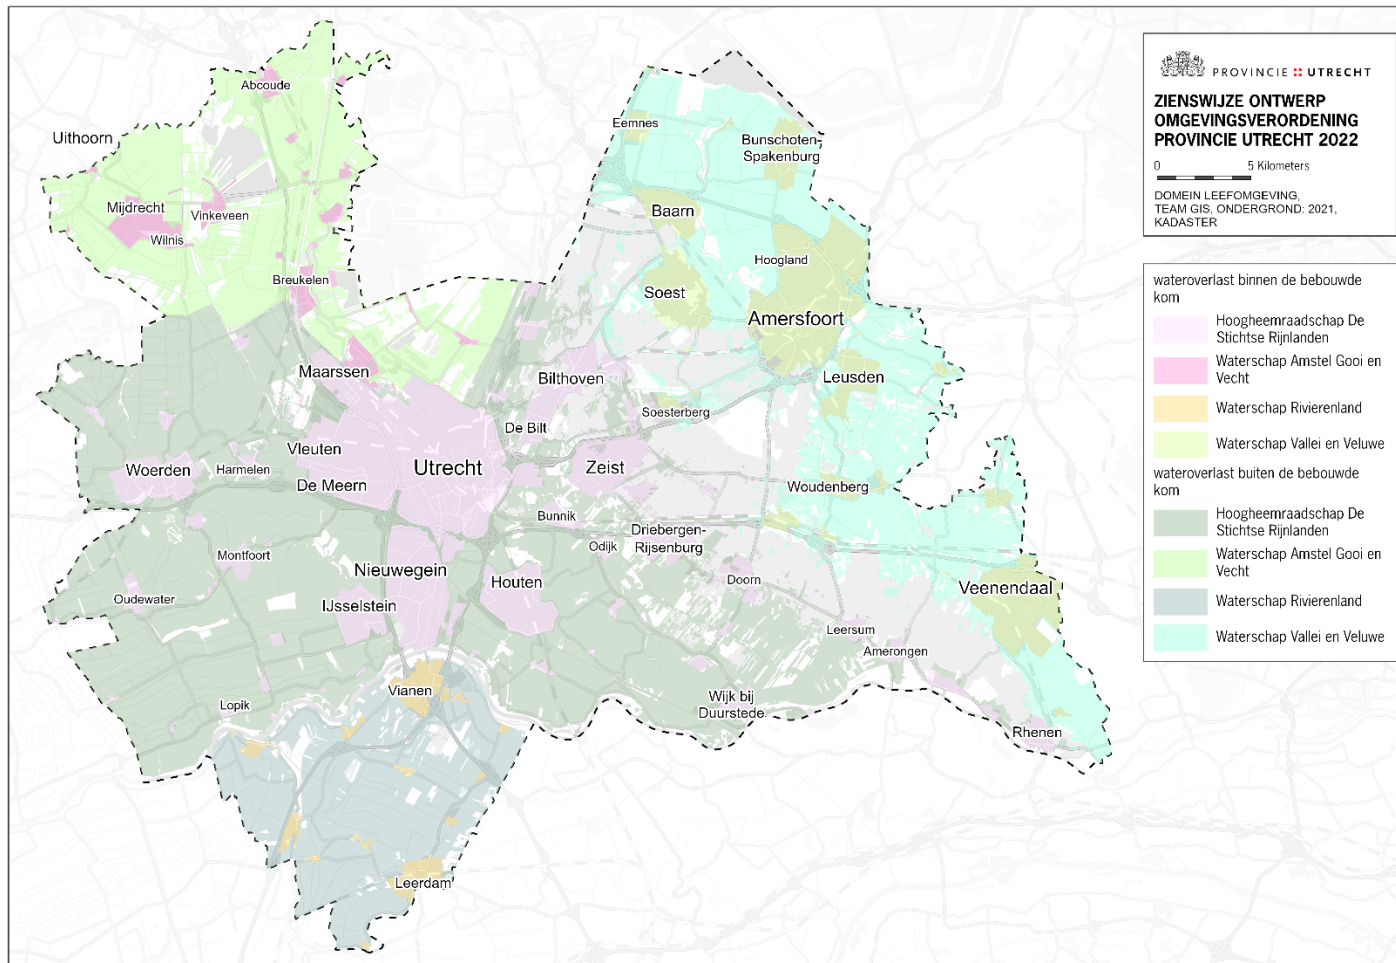 Abcoude
Uithoorn
Mijdrecht
Vinkeveen
Wilnis
Breukelen
Eemnes
Bunschoten-
Spakenburg
Baarn
Hoogland
Soest
Amersfoort
Maarssen
Bilthoven
Leusden
Soesterberg
De Bilt
Vleuten
Utrecht
Zeist
Woerden
Harmelen
De Meern
Woudenberg
Bunnik
Driebergen-
Rijsenburg
Odijk
Montfoort
Nieuwegein
Houten
Doorn
Veenendaal
Oudewater
IJsselstein
Leersum
Amerongen
Vianen
Lopik
Wijk bij
Duurstede
Rhenen
Leerdam
PROVINCIE UTRECHT
ZIENSWIJZE ONTWERP
OMGEVINGSVERORDENING
PROVINCIE UTRECHT 2022
0 5 Kilometers
DOMEIN LEEFOMGEVING,
TEAM GIS, ONDERGROND: 2021,
KADASTER
wateroverlast binnen de bebouwde
kom
Hoogheemraadschap De
Stichtse Rijnlanden
Waterschap Amstel Gooi en
Vecht
Waterschap Rivierenland
Waterschap Vallei en Veluwe
wateroverlast buiten de bebouwde
kom
Hoogheemraadschap De
Stichtse Rijnlanden
Waterschap Amstel Gooi en
Vecht
Waterschap Rivierenland
Waterschap Vallei en Veluwe